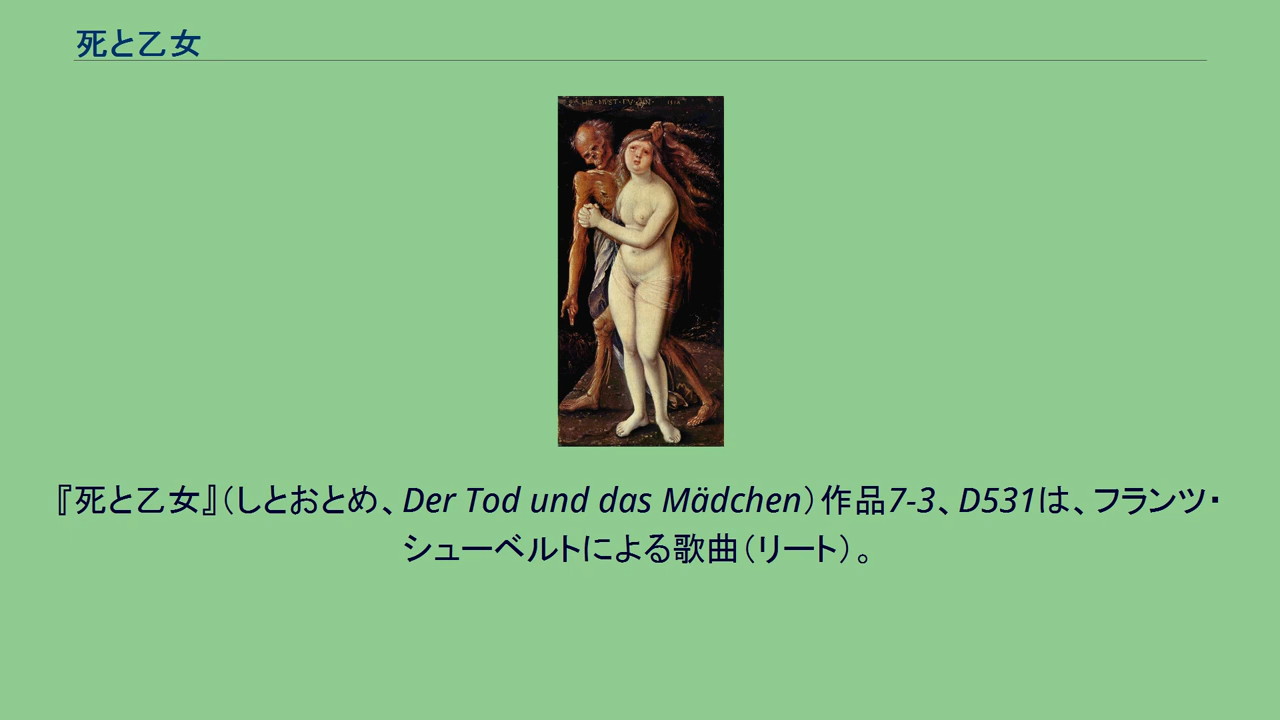 死と乙女
『死と乙女』（しとおとめ、Der Tod und das Mädchen）作品7-3、D531は、フランツ・
シューベルトによる歌曲（リート）。